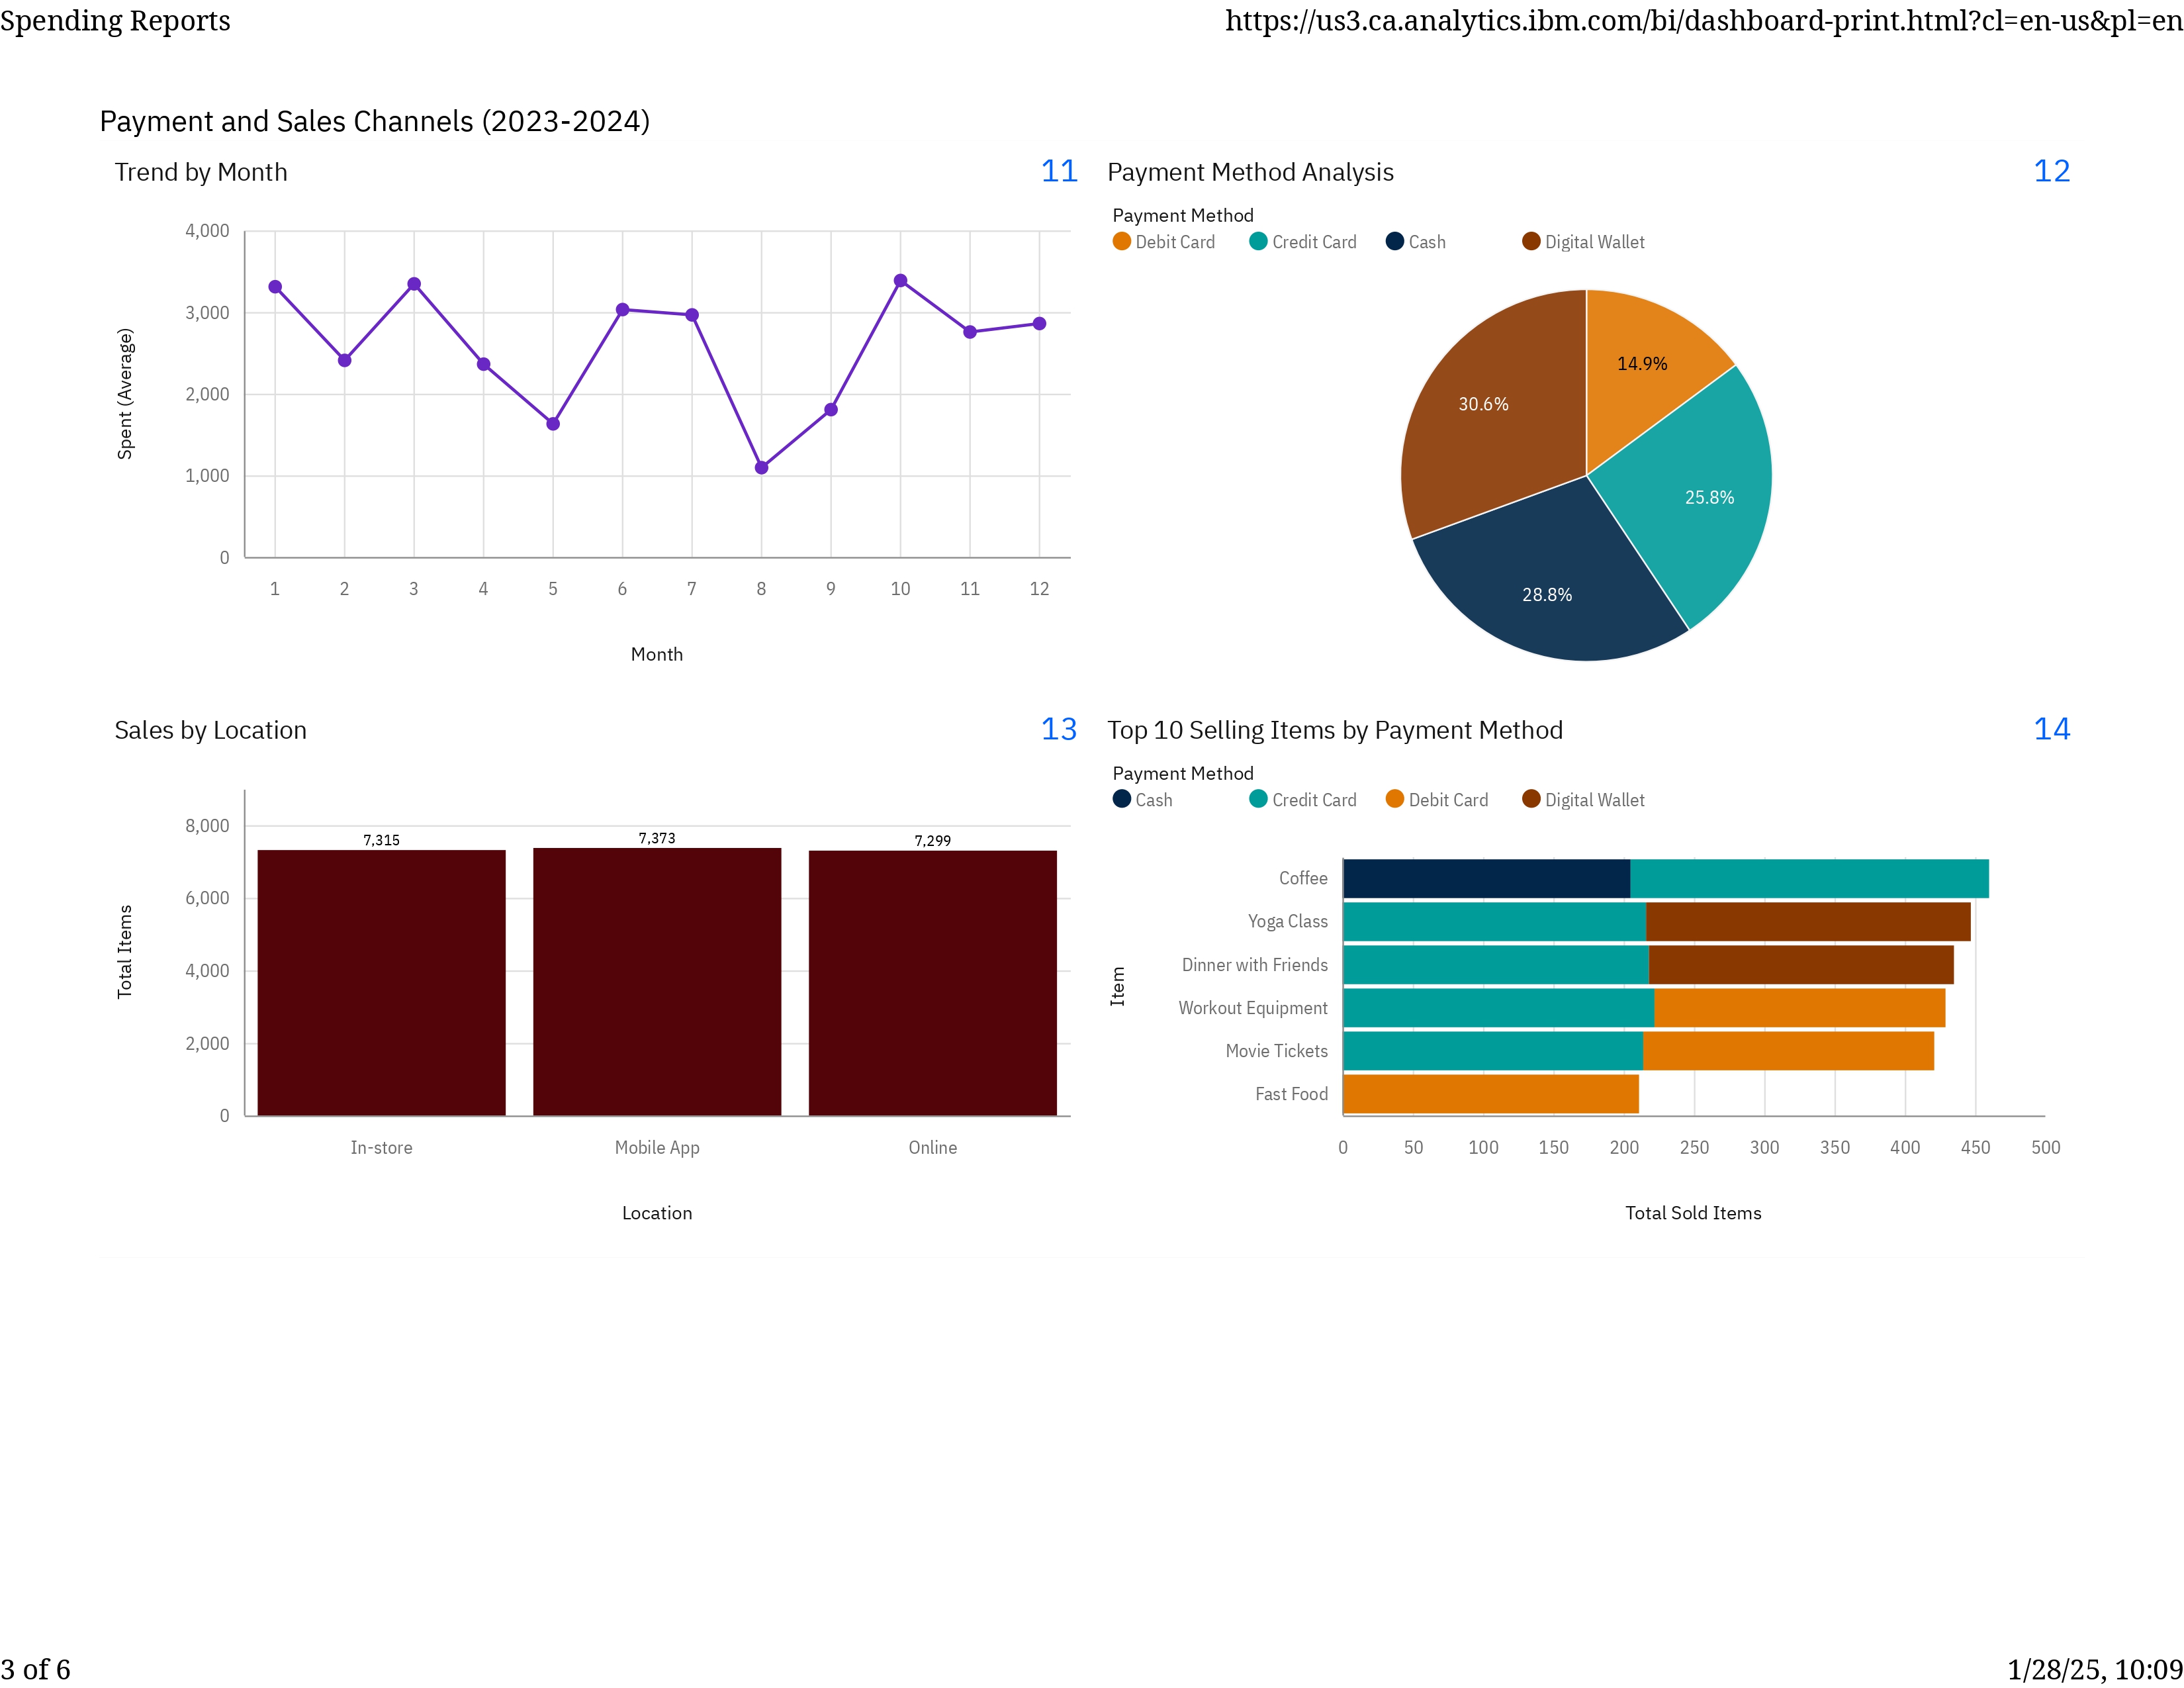 Spending Reports
https://us3.ca.analytics.ibm.com/bi/dashboard-print.html?cl=en-us&pl=en
Payment and Sales Channels (2023-2024)
Trend by Month
11
4,000
3,000
2,000
1,000
0
Spent (Average)
1 2 3 4 5 6 7 8 9 10 11 12
Month
Payment Method Analysis
12
Payment Method
Debit Card Credit Card Cash Digital Wallet
14.9%
30.6%
25.8%
28.8%
Sales by Location
13
8,000
6,000
4,000
2,000
0
Total Items
7,315 7,373 7,299
In-store Mobile App Online
Location
Top 10 Selling Items by Payment Method
14
Payment Method
Cash Credit Card Debit Card Digital Wallet
Item
Coffee
Yoga Class
Dinner with Friends
Workout Equipment
Movie Tickets
Fast Food
0 50 100 150 200 250 300 350 400 450 500
Total Sold Items
3 of 6
1/28/25, 10:09